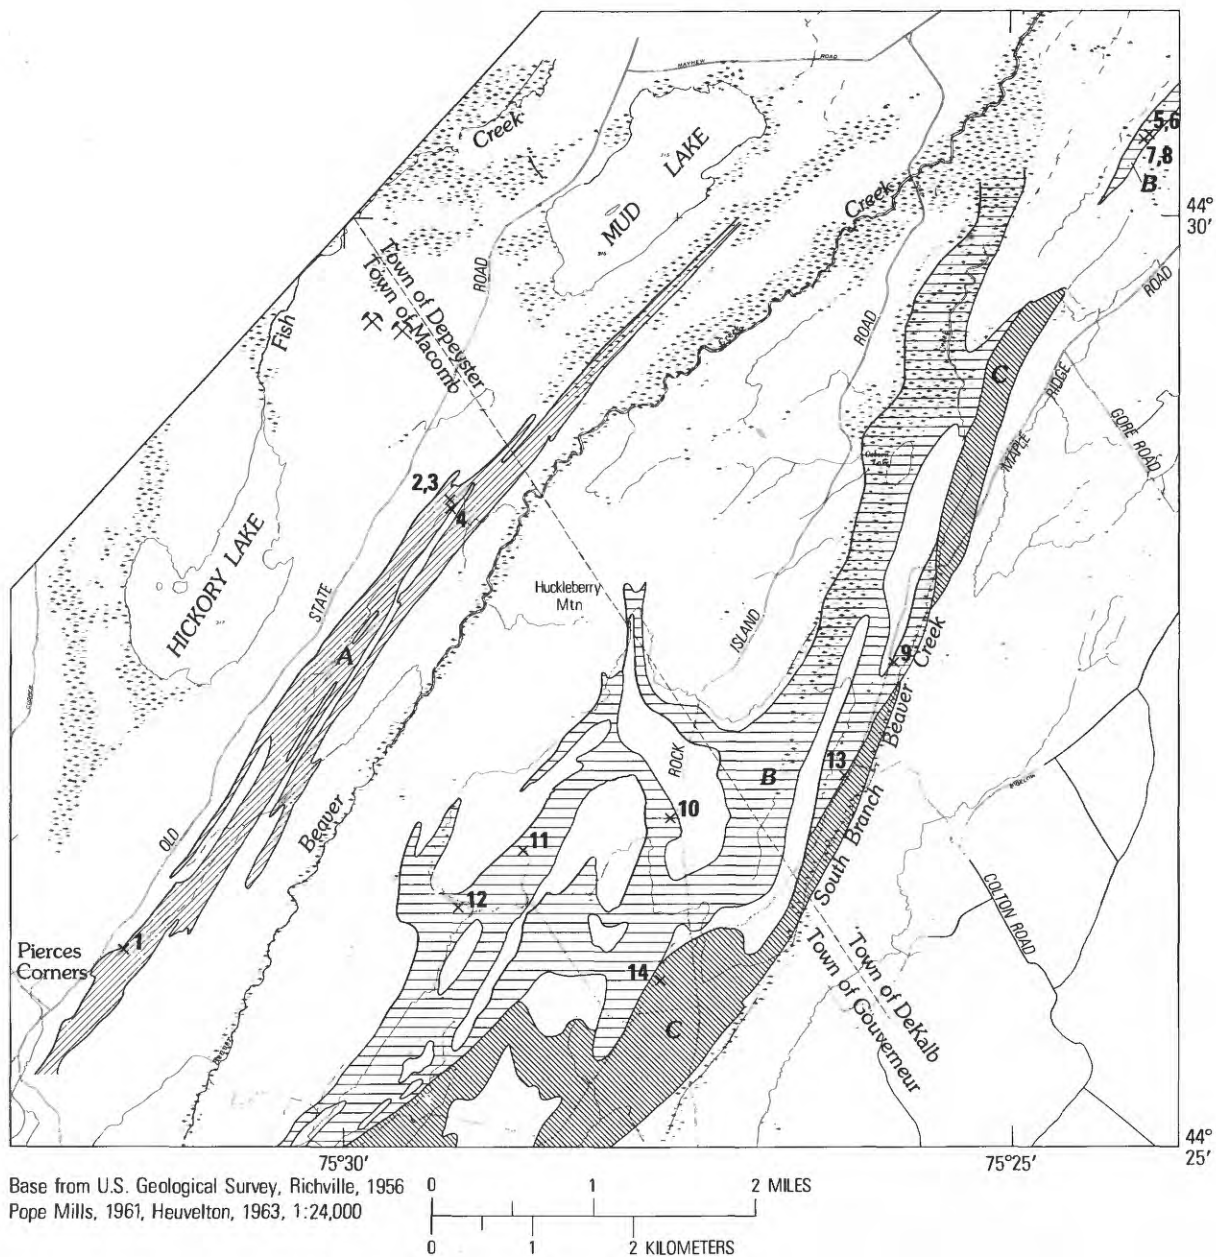 MAYHEW ROAD
Creek
LAKE
MUD
Creek
5,6
7,8
B
44°
30'
Town of Depeyster
Town of Macomb
ROAD
Fish
ROAD
ROAD
C
RIDGE
MAPLE
GORE ROAD
2,3
4
HICKORY LAKE
STATE
Huckleberry
Mtn
ISLAND
A
9
Creek
Beaver
ROCK
B
13
10
Beaver
11
South Branch
OLD
12
COLTON ROAD
Pierces
Corners
1
14
C
Town of DeKalb
Town of Gouverneur
75°30'
75°25'
44°
25'
Base from U.S. Geological Survey, Richville, 1956
Pope Mills, 1961, Heuvelton, 1963, 1:24,000
0 1 2 MILES
0 1 2 KILOMETERS